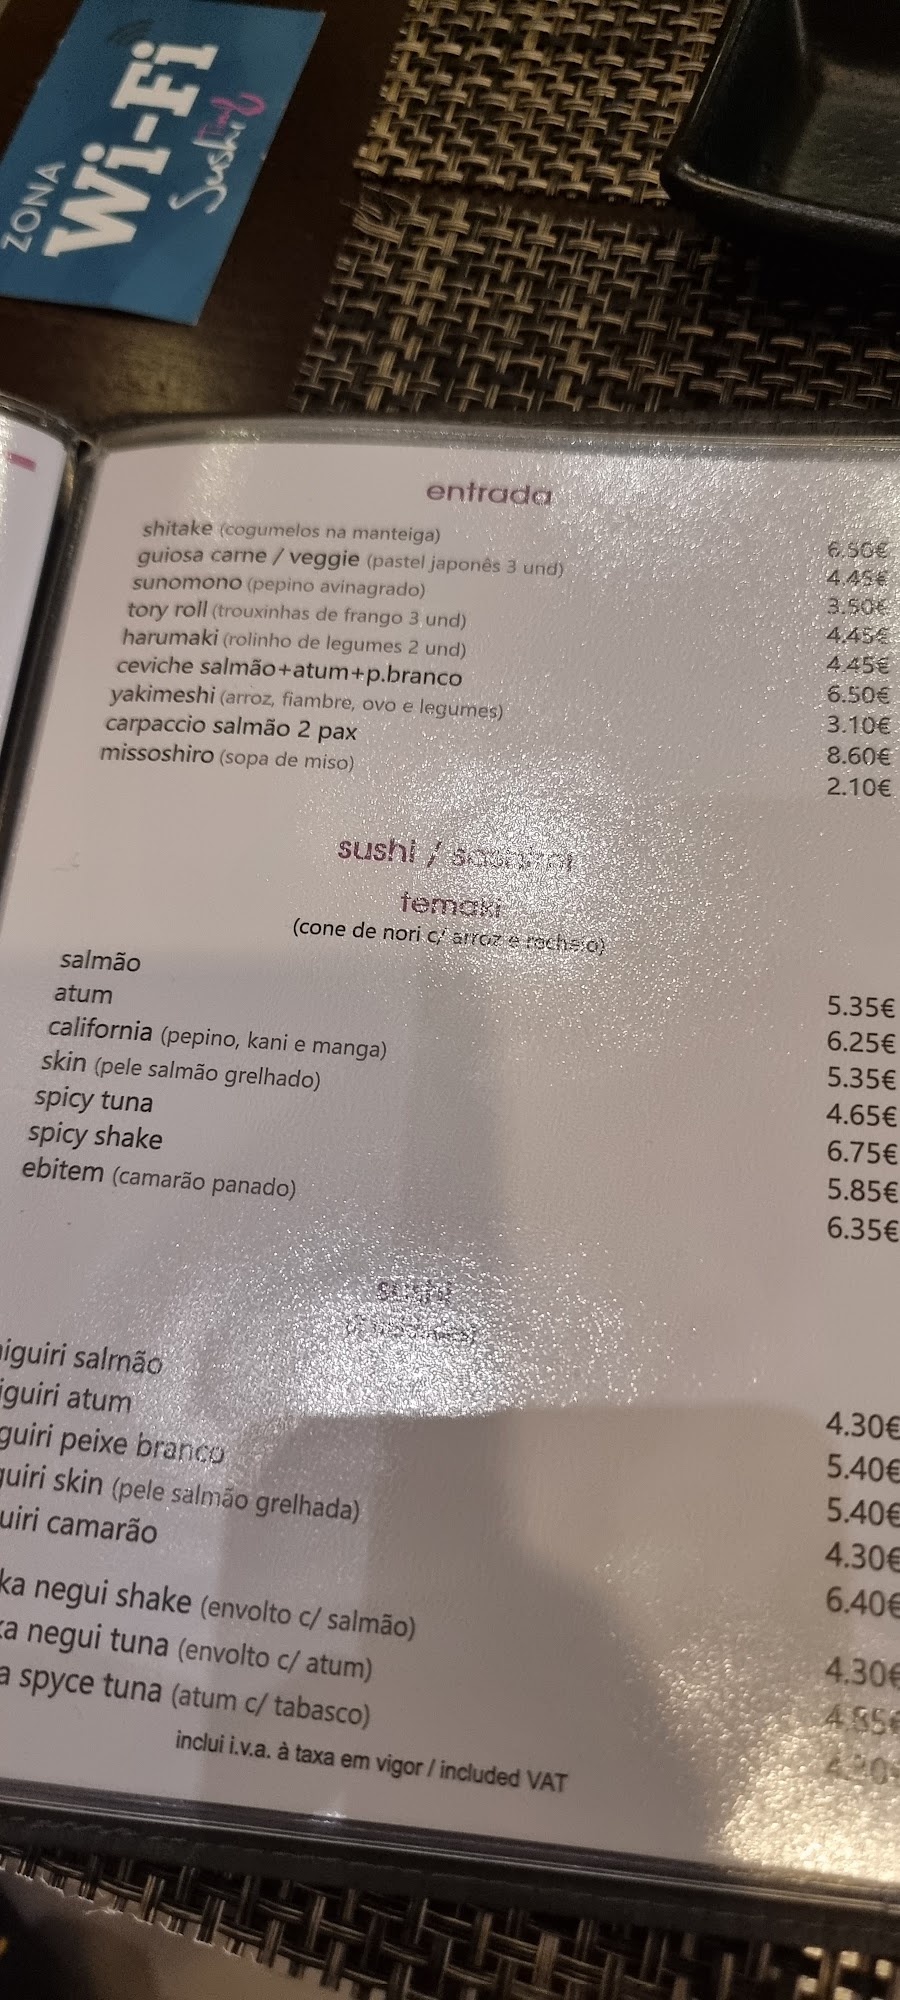 ZONA
Wi-Fi
Sushi
entrada
shitake (cogumelos na manteiga) 6.50€
guiosa carne / veggie (pastel japonês 3 und) 4.45€
sunomono (pepino avinagrado) 3.50€
tory roll (trouxinhas de frango 3 und) 4.45€
harumaki (rolinho de legumes 2 und) 4.45€
ceviche salmão+atum+p.branco 6.50€
yakimeshi (arroz, fiambre, ovo e legumes) 3.10€
carpaccio salmão 2 pax 8.60€
missoshiro (sopa de miso) 2.10€
sushi / sashimi
temaki
(cone de nori c/ arroz e recheio)
salmão 5.35€
atum 6.25€
california (pepino, kani e manga) 5.35€
skin (pele salmão grelhado) 4.65€
spicy tuna 6.75€
spicy shake 5.85€
ebitem (camarão panado) 6.35€
sushi
iguiri salmão 4.30€
iguiri atum 5.40€
guiri peixe branco 5.40€
uiri skin (pele salmão grelhada) 4.30€
uiri camarão 6.40€
ka negui shake (envolto c/ salmão) 4.30€
a negui tuna (envolto c/ atum) 4.85€
a spyce tuna (atum c/ tabasco)
inclui i.v.a. à taxa em vigor / included VAT